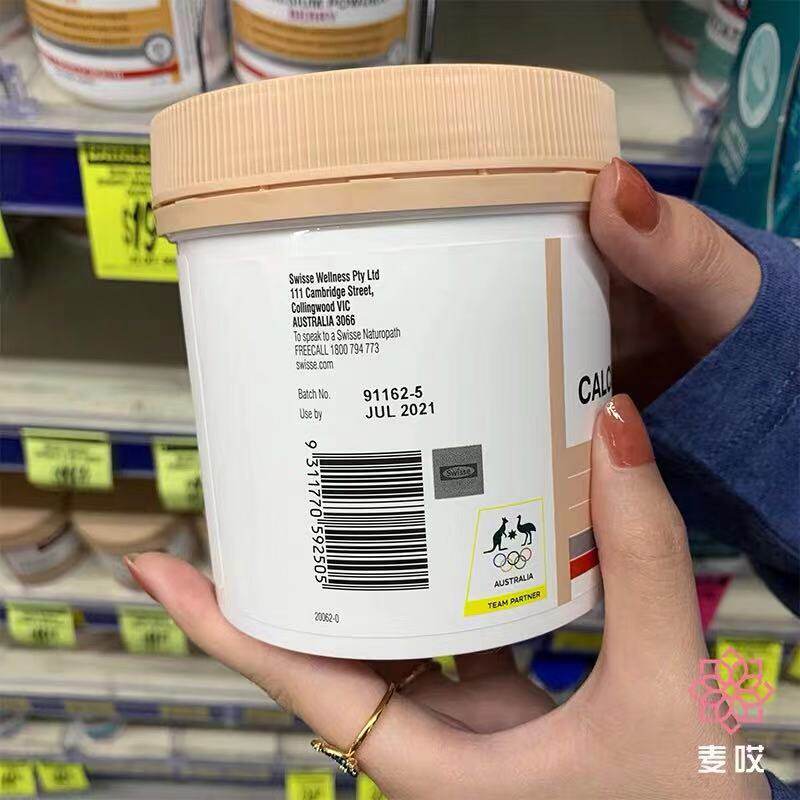 $19
Swisse Wellness Pty Ltd
111 Cambridge Street,
Collingwood VIC
AUSTRALIA 3066
To speak to a Swisse Naturopath
FREECALL 1800 794 773
swisse.com
Batch No. 91162-5
Use by JUL 2021
CALC
9 311770 592505
Swisse
AUSTRALIA
TEAM PARTNER
20062-0
麦哎